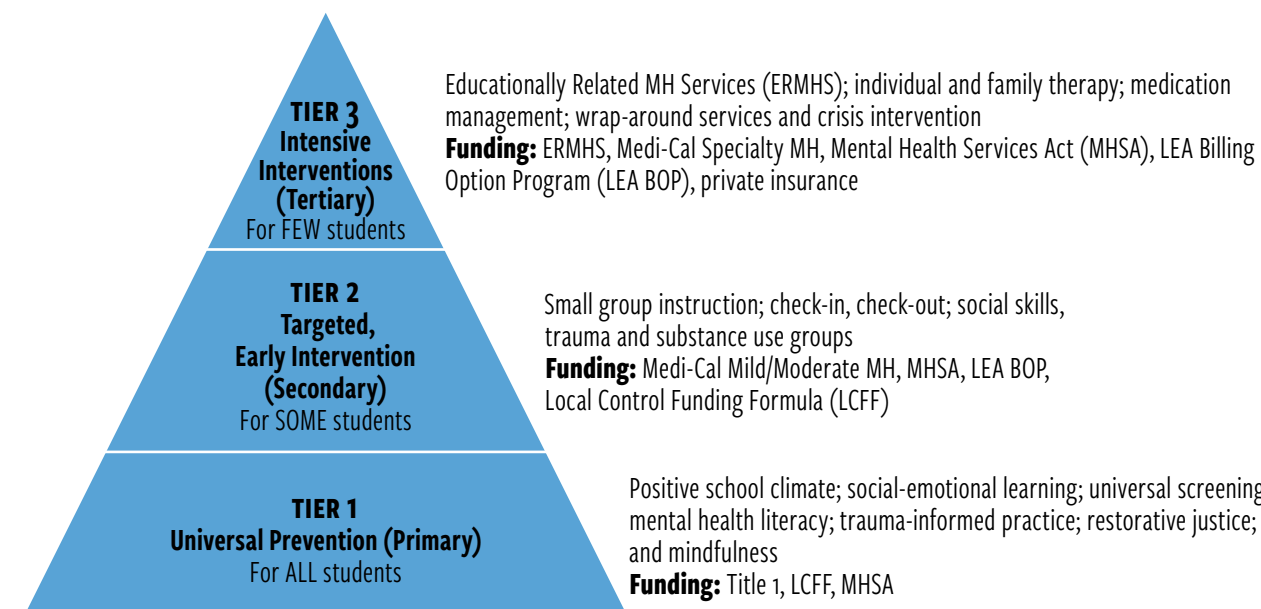 TIER 3
Intensive
Interventions
(Tertiary)
For FEW students
Educationally Related MH Services (ERMHS); individual and family therapy; medication
management; wrap-around services and crisis intervention
Funding: ERMHS, Medi-Cal Specialty MH, Mental Health Services Act (MHSA), LEA Billing
Option Program (LEA BOP), private insurance
TIER 2
Targeted,
Early Intervention
(Secondary)
For SOME students
Small group instruction; check-in, check-out; social skills,
trauma and substance use groups
Funding: Medi-Cal Mild/Moderate MH, MHSA, LEA BOP,
Local Control Funding Formula (LCFF)
TIER 1
Universal Prevention (Primary)
For ALL students
Positive school climate; social-emotional learning; universal screening
mental health literacy; trauma-informed practice; restorative justice;
and mindfulness
Funding: Title 1, LCFF, MHSA